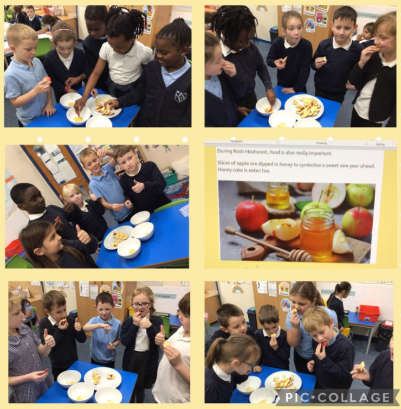 During Rosh Hashanah, food is also really important.
Slices of apple are dipped in honey to symbolise a sweet new year ahead.
Honey cake is eaten too.
PIC•COLLAGE